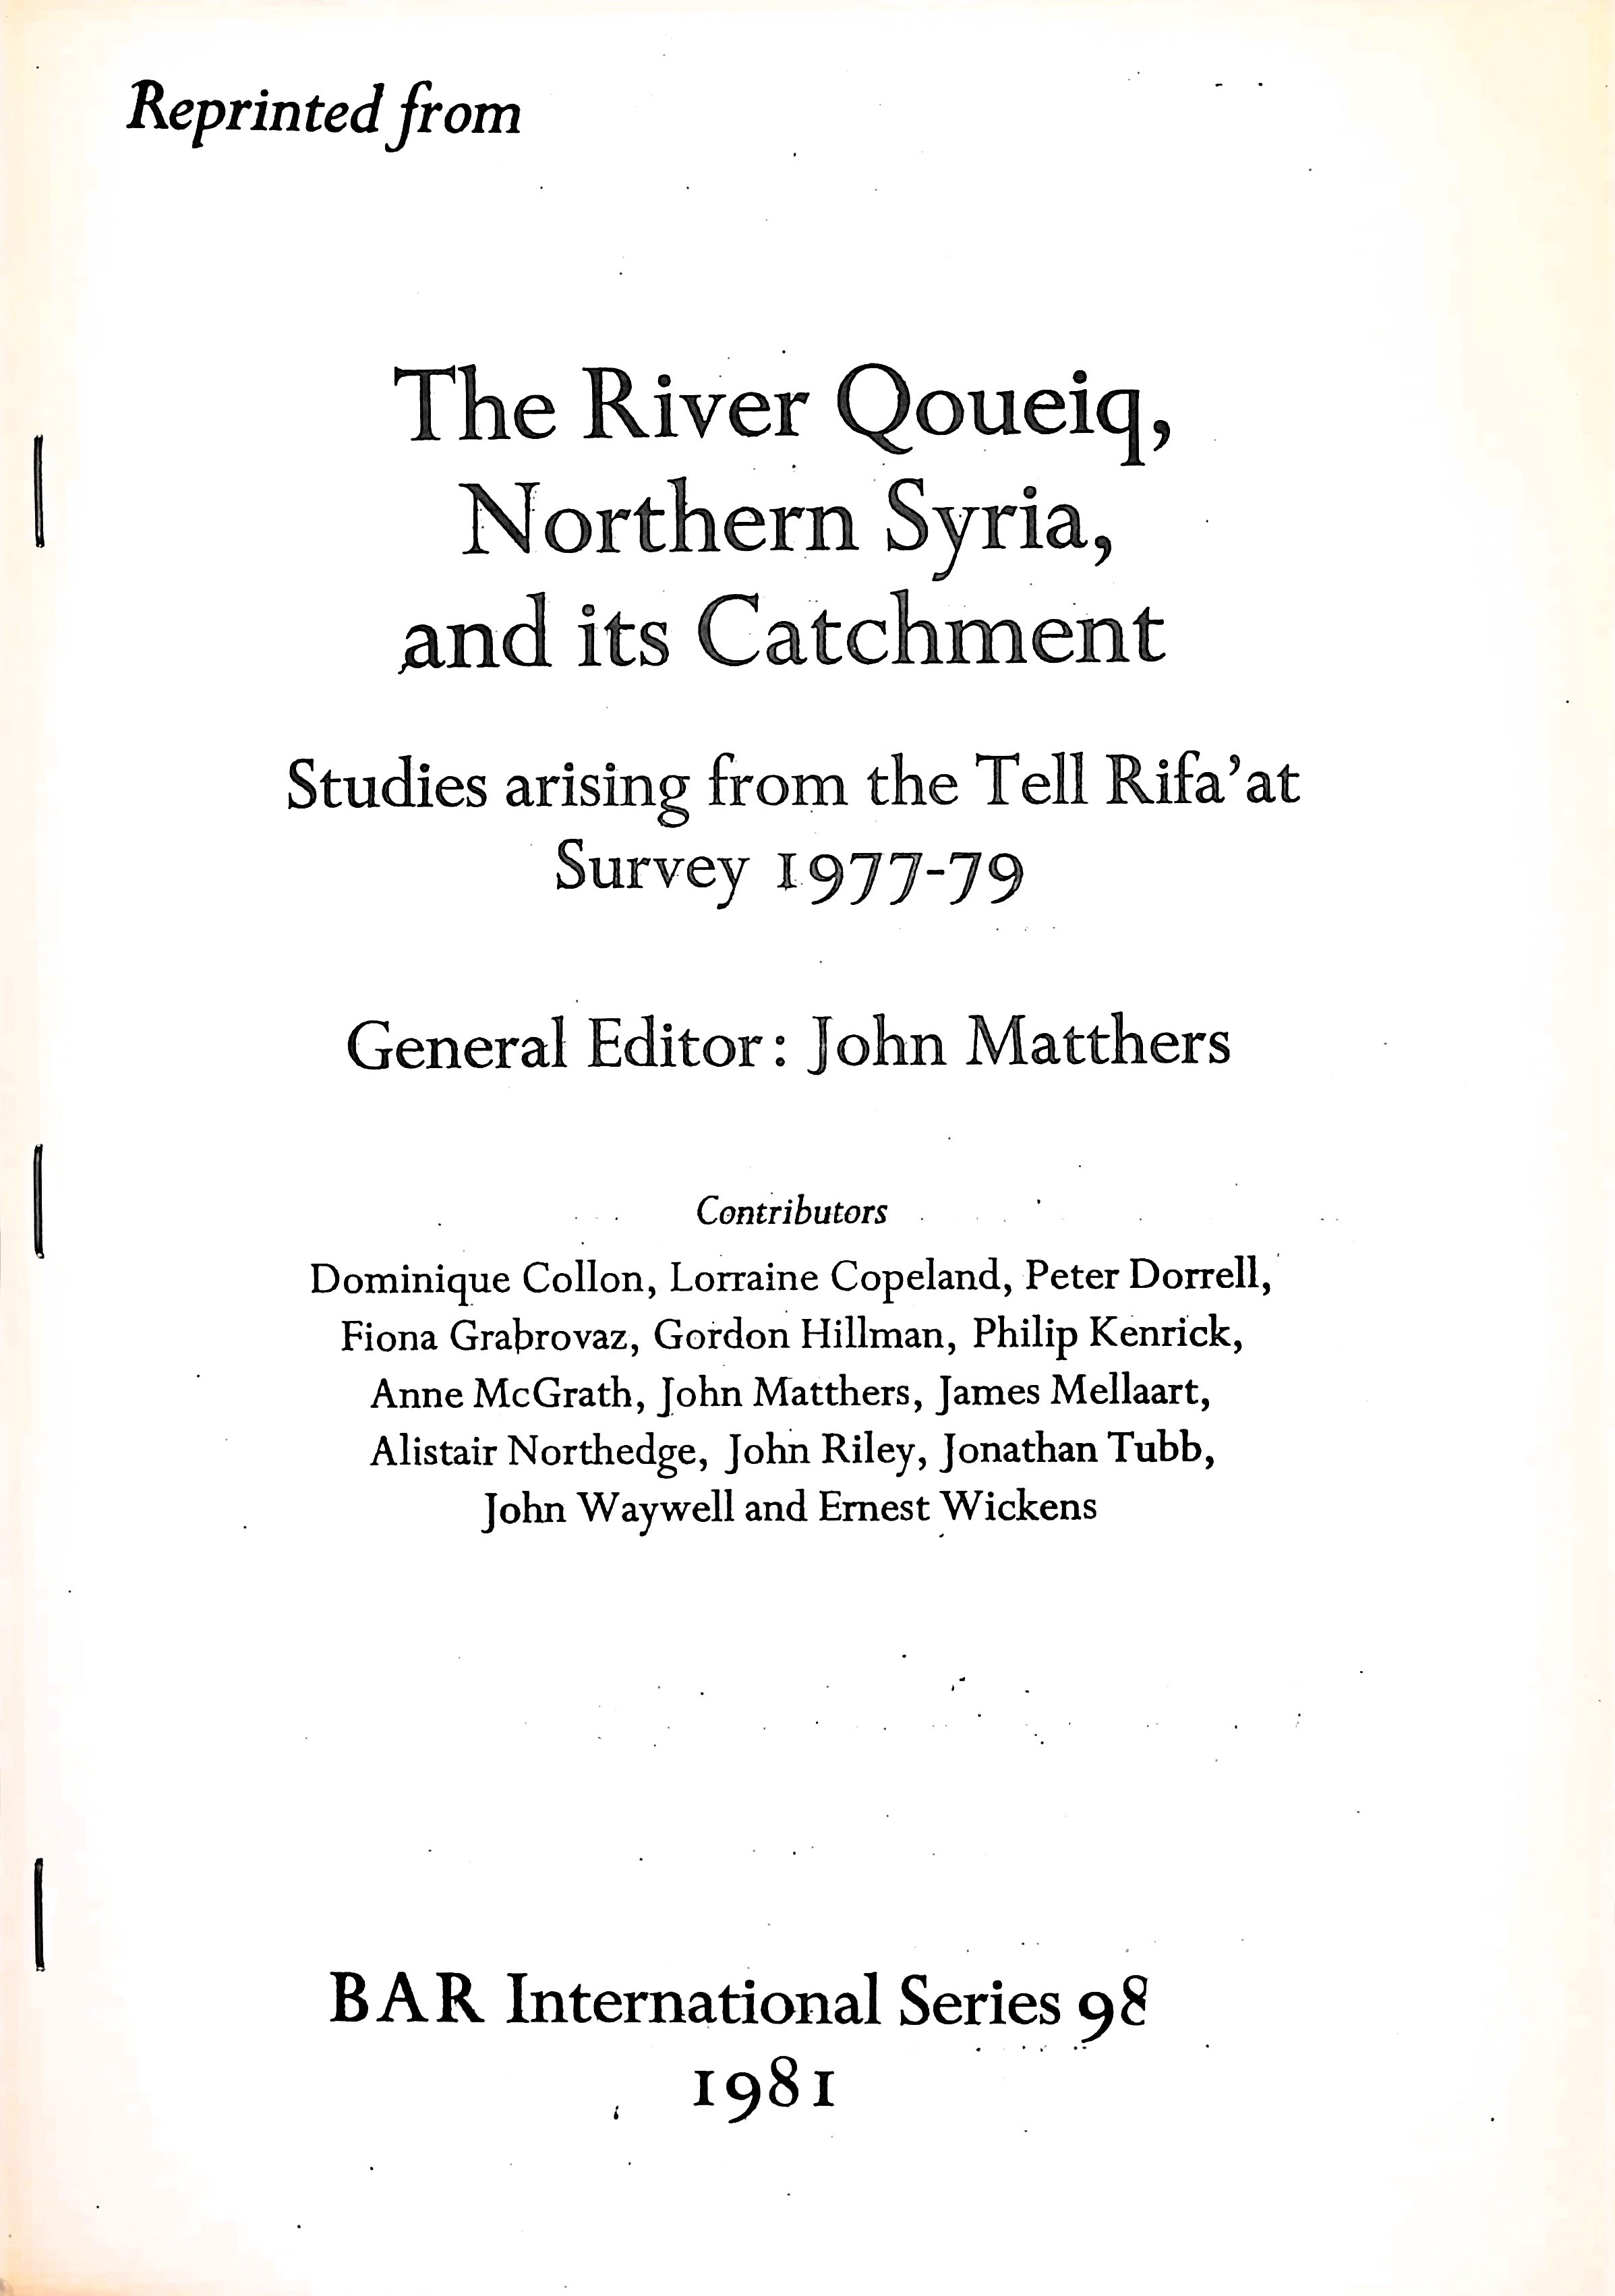 Reprinted from
The River Qoueiq,
Northern Syria,
and its Catchment
Studies arising from the Tell Rifa'at
Survey 1977-79
General Editor: John Matthers
Contributors
Dominique Collon, Lorraine Copeland, Peter Dorrell,
Fiona Grabrovaz, Gordon Hillman, Philip Kenrick,
Anne McGrath, John Matthers, James Mellaart,
Alistair Northedge, John Riley, Jonathan Tubb,
John Waywell and Ernest Wickens
BAR International Series 98
1981